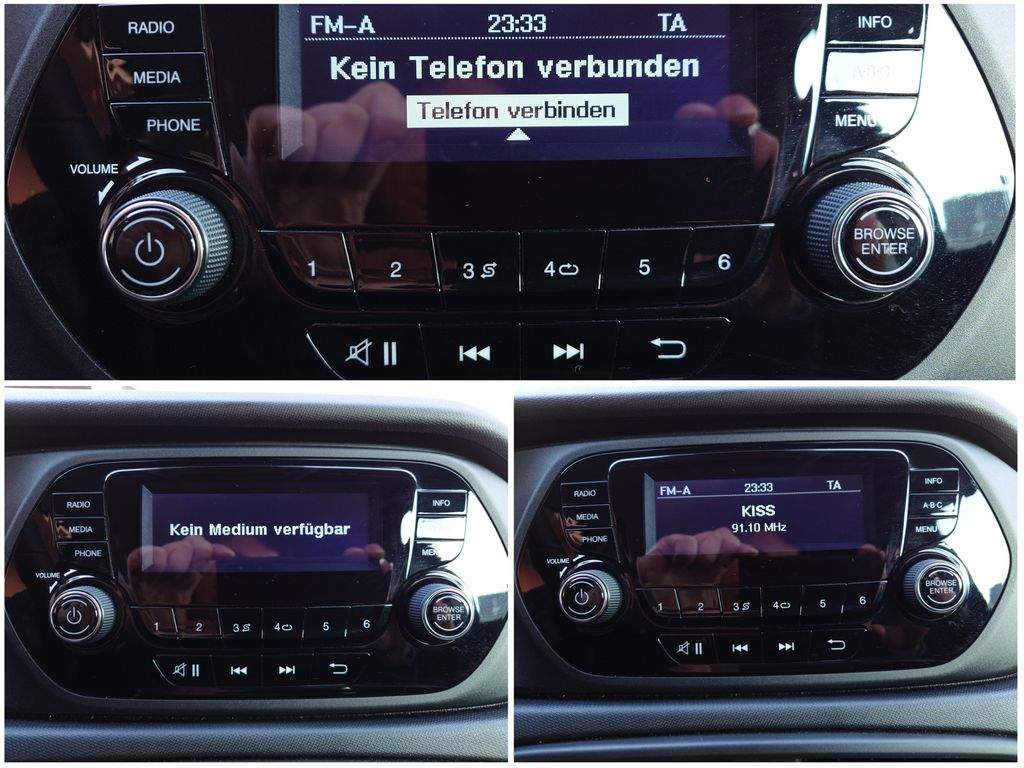 RADIO
FM-A 23:33 TA
INFO
MEDIA
Kein Telefon verbunden
A·B·C
PHONE
Telefon verbinden
MENU
VOLUME
BROWSE
ENTER
1 2 3 4 5 6
RADIO
INFO
MEDIA
Kein Medium verfügbar
PHONE
MENU
VOLUME
BROWSE
ENTER
1 2 3 4 5 6
RADIO
FM-A 23:33 TA
INFO
MEDIA
KISS
A·B·C
PHONE
91.10 MHz
MENU
VOLUME
BROWSE
ENTER
1 2 3 4 5 6